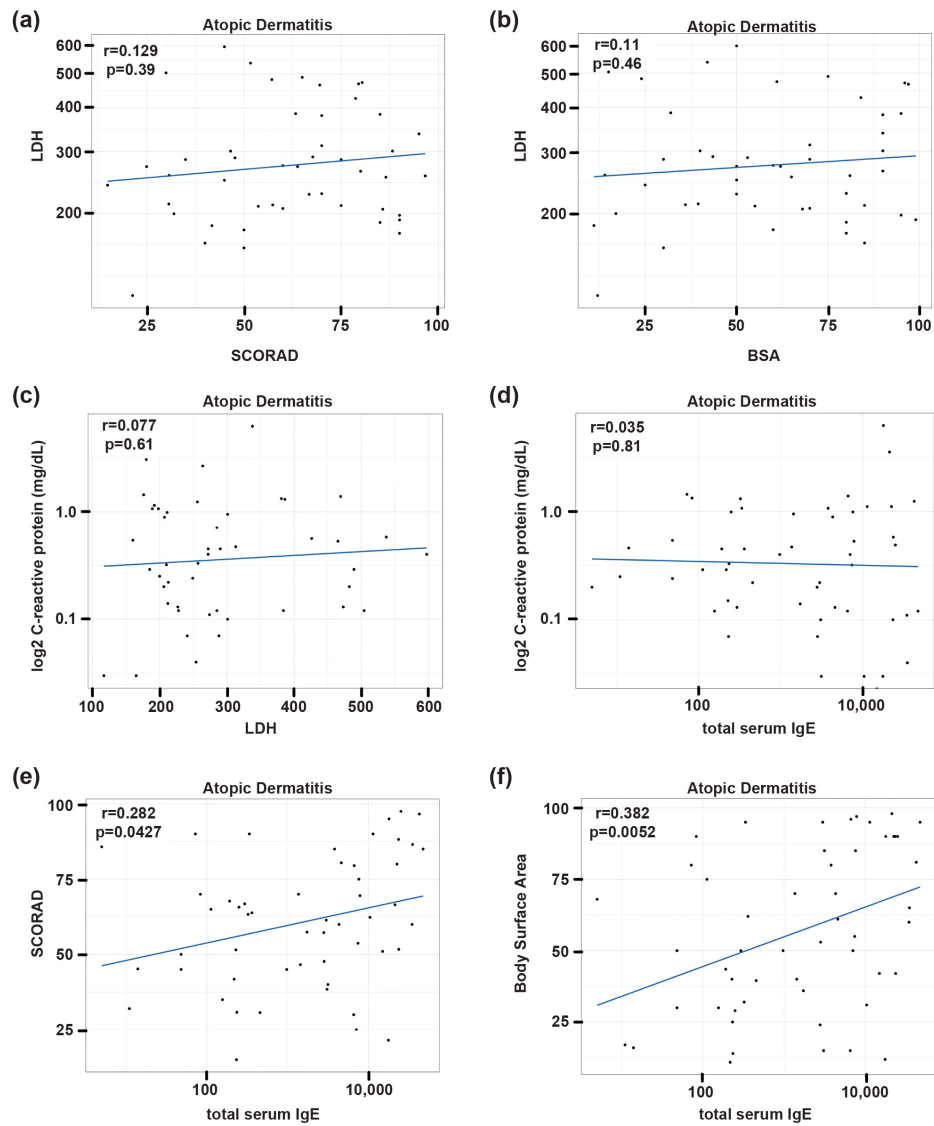 (a)
Atopic Dermatitis
r=0.129
p=0.39
600
500
400
300
200
LDH
25
50
75
100
SCORAD
(b)
Atopic Dermatitis
r=0.11
p=0.46
600
500
400
300
200
LDH
25
50
75
100
BSA
(c)
Atopic Dermatitis
r=0.077
p=0.61
1.0
0.1
log2 C-reactive protein (mg/dL)
100
200
300
400
500
600
LDH
(d)
Atopic Dermatitis
r=0.035
p=0.81
1.0
0.1
log2 C-reactive protein (mg/dL)
100
10,000
total serum IgE
(e)
Atopic Dermatitis
r=0.282
p=0.0427
100
75
50
25
SCORAD
100
10,000
total serum IgE
(f)
Atopic Dermatitis
r=0.382
p=0.0052
100
75
50
25
Body Surface Area
100
10,000
total serum IgE